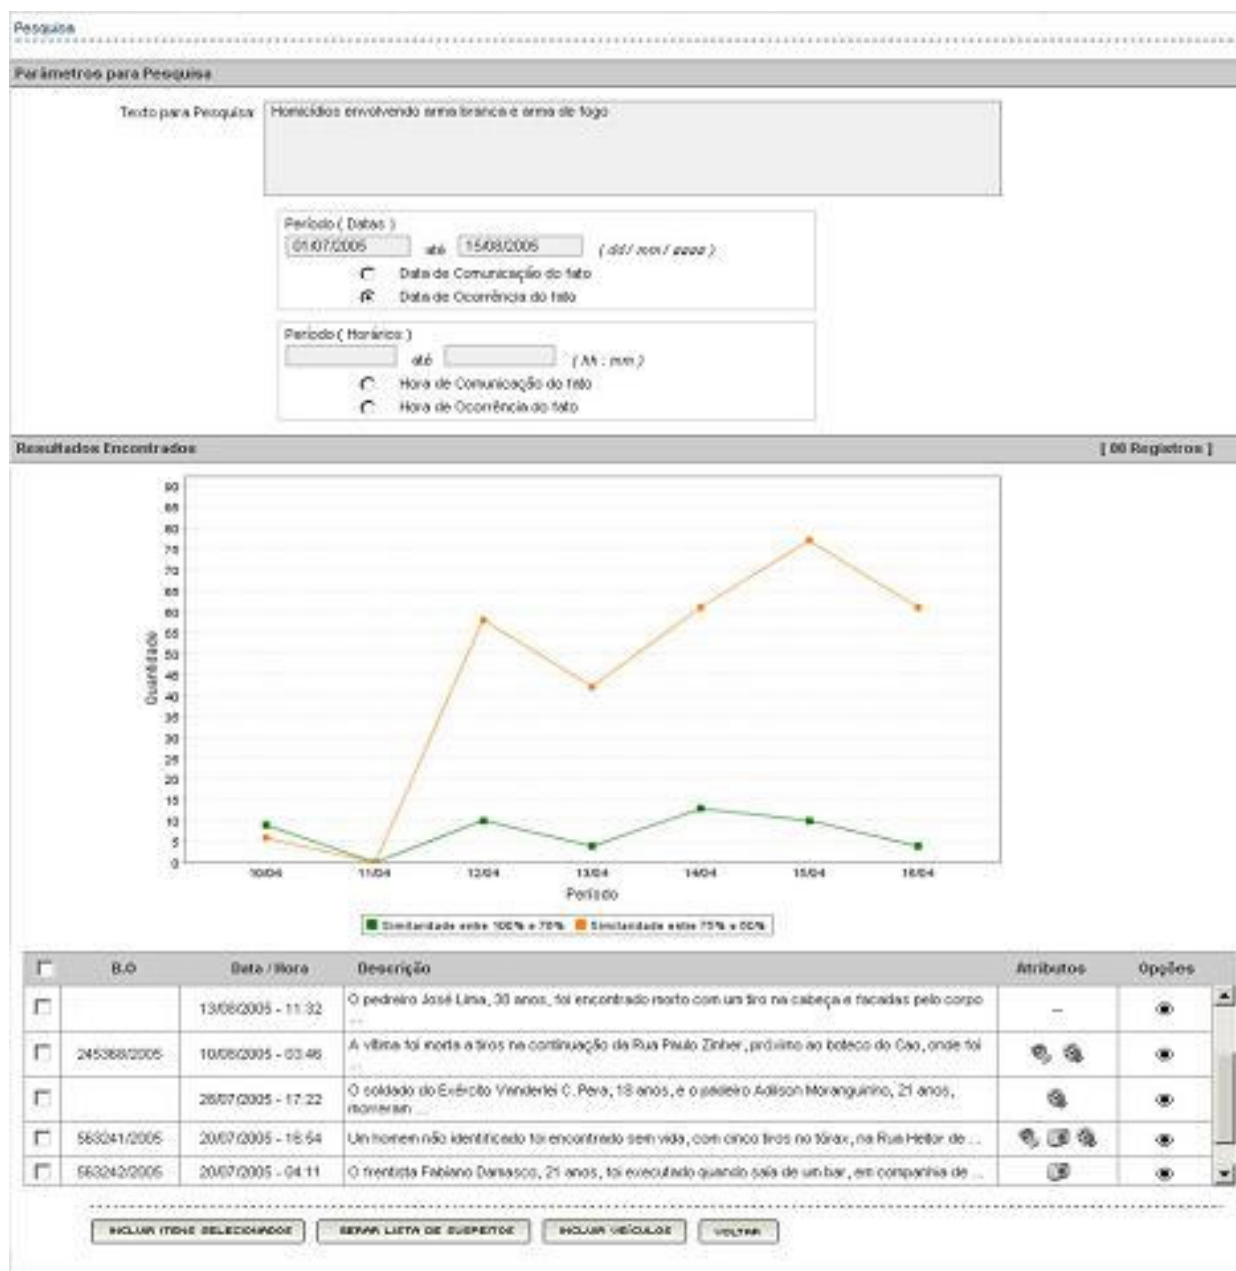 Pesquisa
Parâmetros para Pesquisa
Texto para Pesquisa: Homicídios envolvendo arma branca e arma de fogo
Período ( Datas )
01/07/2005 até 15/08/2005 ( dd / mm / aaaa )
Data de Comunicação do fato
Data de Ocorrência do fato
Período ( Horários )
até ( hh : mm )
Hora de Comunicação do fato
Hora de Ocorrência do fato
Resultados Encontrados [ Registros ]
90
85
80
75
70
65
60
55
50
45
40
35
30
25
20
15
10
5
0
Quantidade
10/04 11/04 12/04 13/04 14/04 15/04 16/04
Período
Similaridade entre 100% e Similaridade entre 75% e
B.O Data / Hora Descrição Atributos Opções
13/08/2005 - 11:32 O pedreiro José Lima, 30 anos, foi encontrado morto com um tiro na cabeça e facadas pelo corpo
... --
245368/2005 10/08/2005 - 03:46 A vítima foi morta a tiros na continuação da Rua Paulo Zinher, próximo ao boteco do Cao, onde foi
...
28/07/2005 - 17:22 O soldado do Exército Vanderlei C. Pera, 18 anos, e o padeiro Adilson Moranguinho, 21 anos,
morreram ...
563241/2005 20/07/2005 - 16:54 Um homem não identificado foi encontrado sem vida, com cinco tiros no tórax, na Rua Heitor de ...
563242/2005 20/07/2005 - 04:11 O frentista Fabiano Damasco, 21 anos, foi executado quando saía de um bar, em companhia de ...
INCLUIR ITENS SELECIONADOS GERAR LISTA DE SUSPEITOS INCLUIR VEÍCULOS VOLTAR